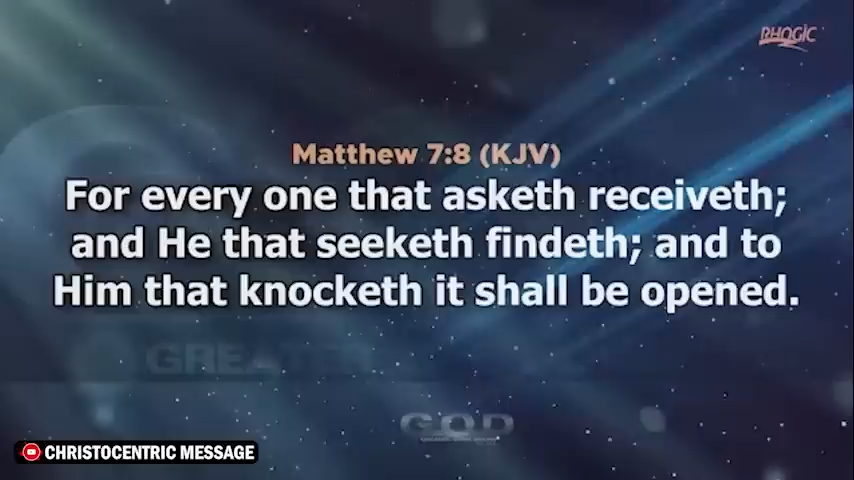 RHOGIC
Matthew 7:8 (KJV)
For every one that asketh receiveth;
and He that seeketh findeth; and to
Him that knocketh it shall be opened.
GREATER
G.O.D
CHRISTOCENTRIC MESSAGE